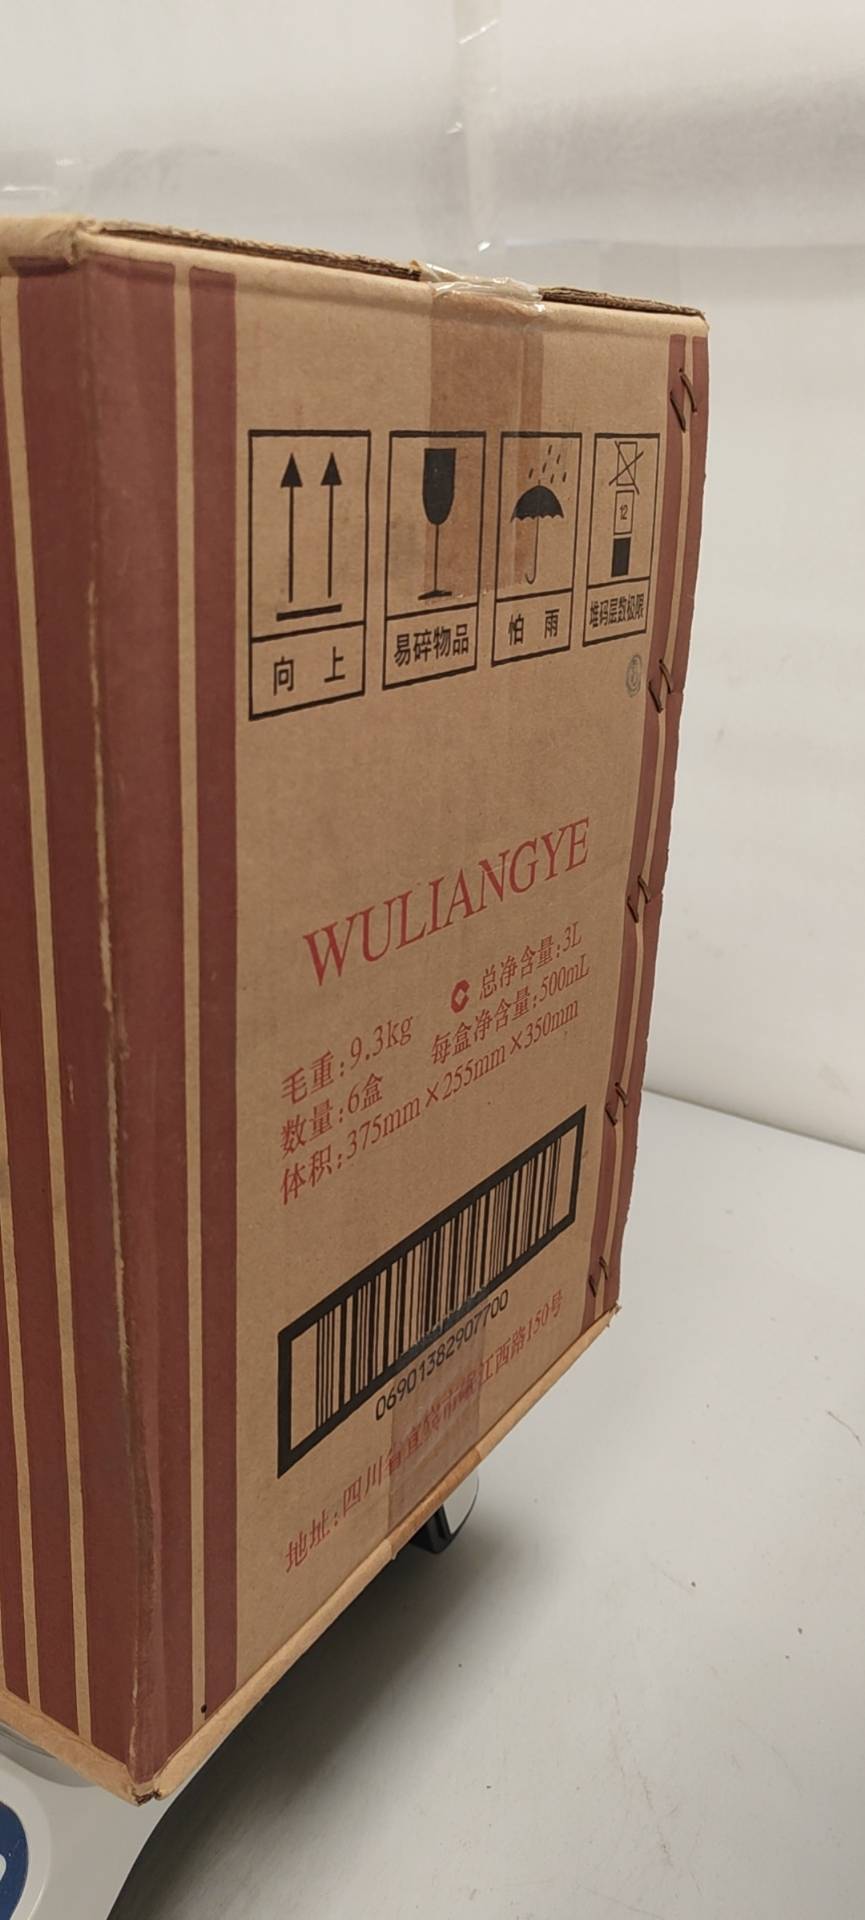 向 上
易碎物品
怕 雨
12
堆码层数极限
WULIANGYE
毛重:9.3kg
总净含量:3L
数量:6盒
每盒净含量:500mL
体积:375mm×255mm×350mm
06901382907700
地址:四川省宜宾市岷江西路150号